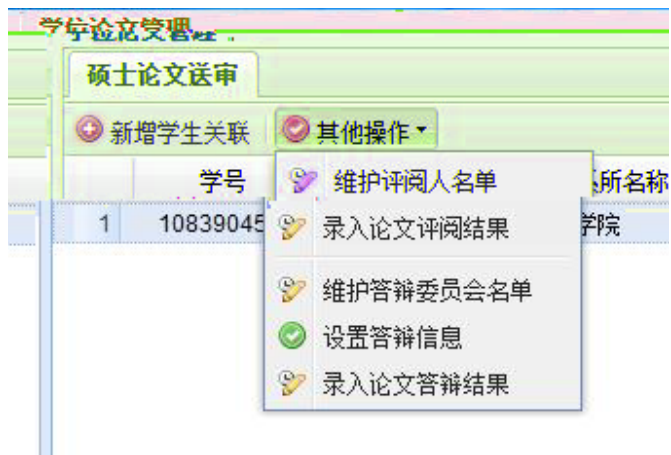 硕士论文送审
新增学生关联 其他操作
学号 所名称
维护评阅人名单
1 10839045 学院
录入论文评阅结果
维护答辩委员会名单
设置答辩信息
录入论文答辩结果